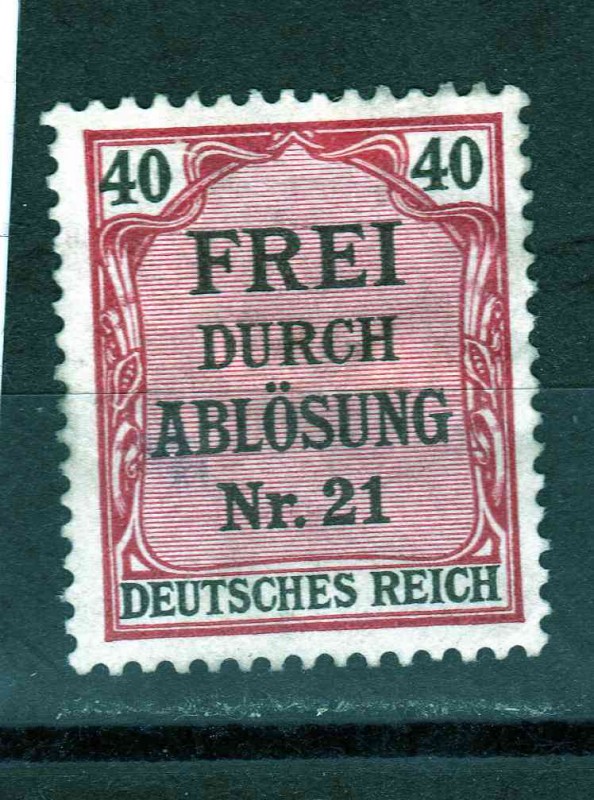 40 40
FREI
DURCH
ABLÖSUNG
Nr. 21
DEUTSCHES REICH